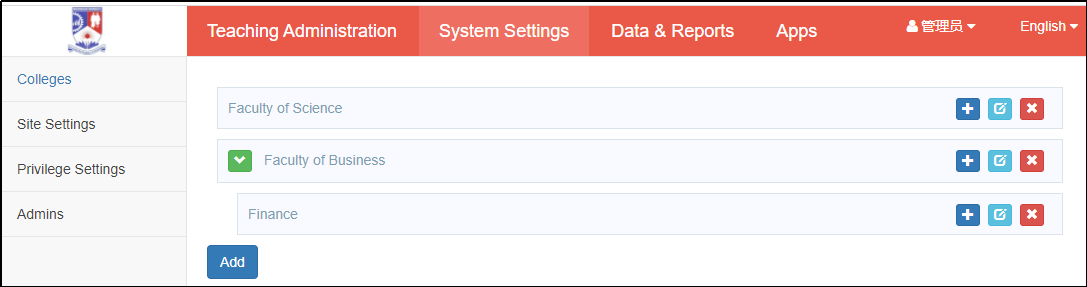 Teaching Administration System Settings Data & Reports Apps 管理员 English
Colleges
Site Settings
Privilege Settings
Admins
Faculty of Science
Faculty of Business
Finance
Add